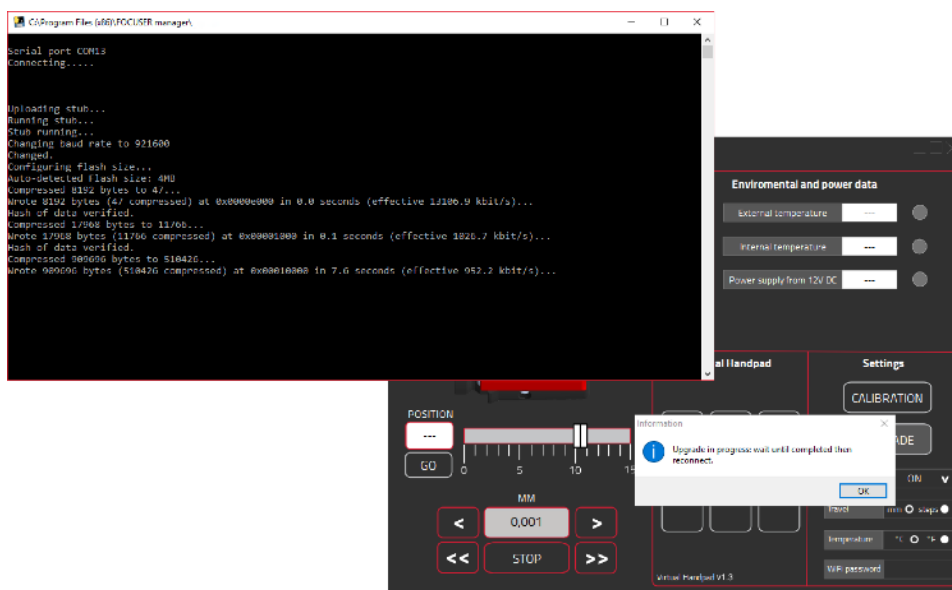 C:\Program Files (x86)\FOCUSER manager\
Serial port COM13
Connecting.....
Uploading stub...
Running stub...
Stub running...
Changing baud rate to 921600
Changed.
Configuring flash size...
Auto-detected Flash size: 4MB
Compressed 8192 bytes to 47...
Wrote 8192 bytes (47 compressed) at 0x0000e000 in 0.0 seconds (effective 13106.9 kbit/s)...
Hash of data verified.
Compressed 17968 bytes to 11766...
Wrote 17968 bytes (11766 compressed) at 0x00001000 in 0.1 seconds (effective 1026.7 kbit/s)...
Hash of data verified.
Compressed 909696 bytes to 510426...
Wrote 909696 bytes (510426 compressed) at 0x00010000 in 7.6 seconds (effective 952.2 kbit/s)...
Enviromental and power data
External temperature ---
Internal temperature ---
Power supply from 12V DC ---
al Handpad
Settings
CALIBRATION
ADE
POSITION
---
GO
0 5 10 15
MM
< 0,001 >
<< STOP >>
Information
Upgrade in progress: wait until completed then
reconnect.
OK
ON
Travel mm steps
Temperature °C °F
WiFi password
Virtual Handpad V1.3